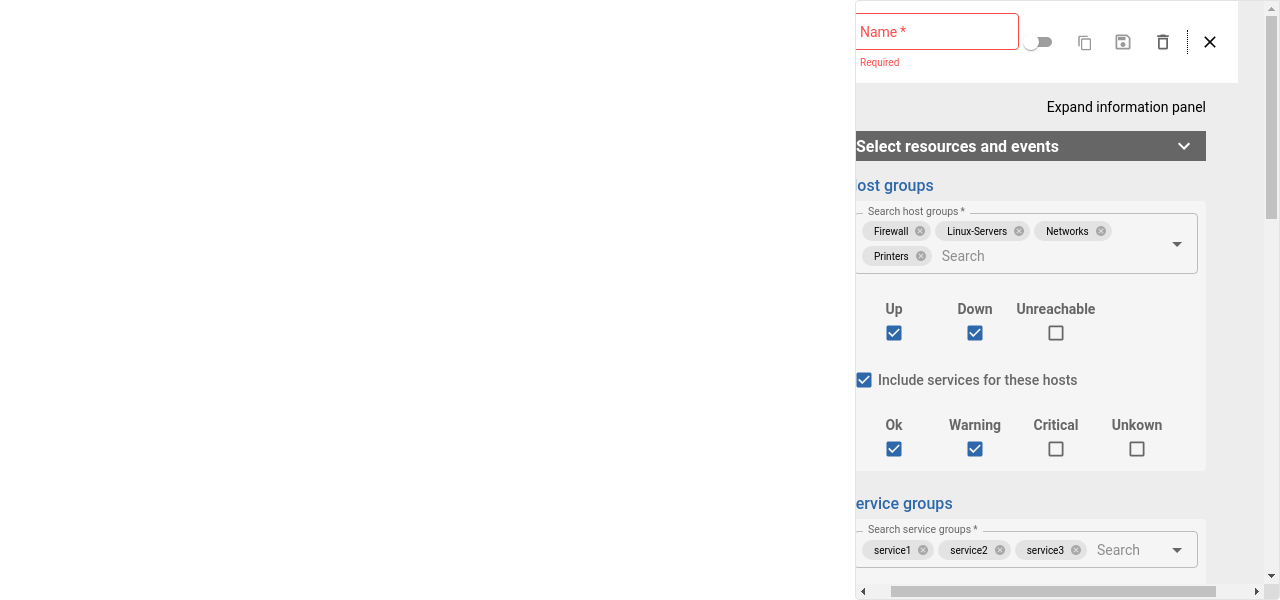 Name *
Required
Expand information panel
Select resources and events
ost groups
Search host groups *
Firewall Linux-Servers Networks
Printers Search
Up Down Unreachable
Include services for these hosts
Ok Warning Critical Unkown
ervice groups
Search service groups *
service1 service2 service3 Search